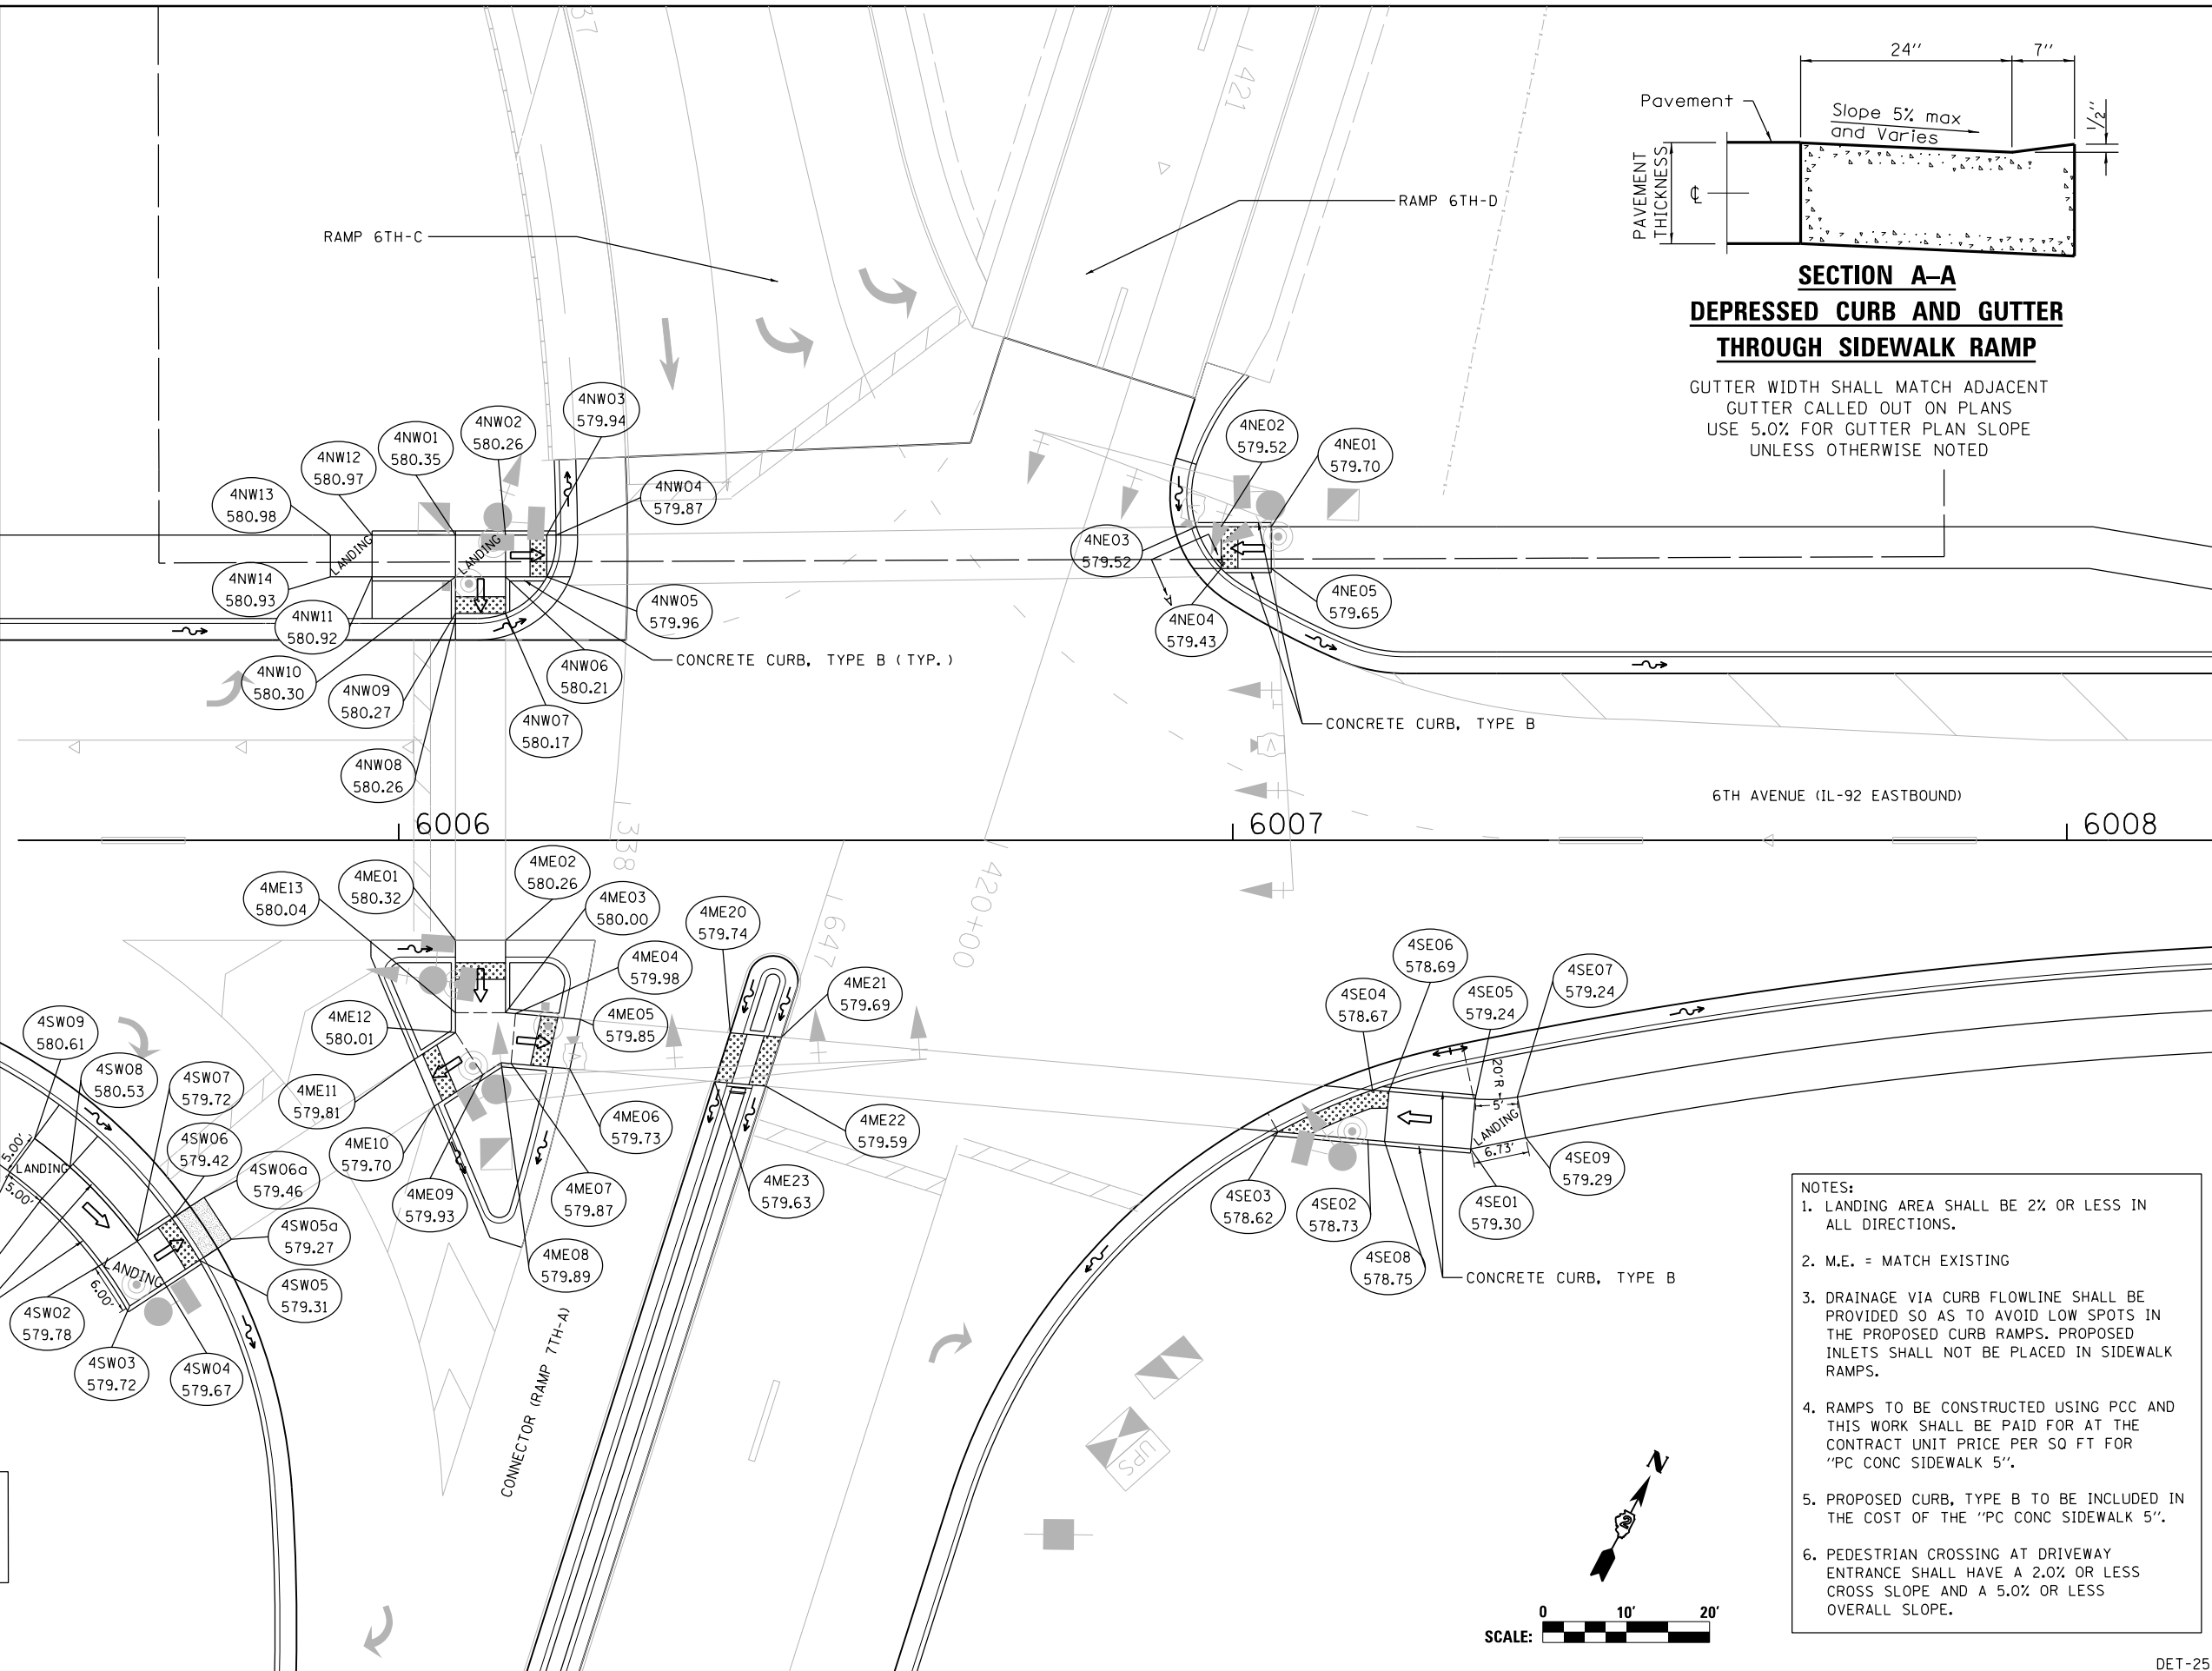 24''
7''
Pavement
Slope 5% max
and Varies
1/2''
PAVEMENT
THICKNESS
℄
SECTION A–A
DEPRESSED CURB AND GUTTER
THROUGH SIDEWALK RAMP
GUTTER WIDTH SHALL MATCH ADJACENT
GUTTER CALLED OUT ON PLANS
USE 5.0% FOR GUTTER PLAN SLOPE
UNLESS OTHERWISE NOTED
37
421
RAMP 6TH-C
RAMP 6TH-D
4NW03
579.94
4NW02
580.26
4NW01
580.35
4NW12
580.97
4NW13
580.98
4NW04
579.87
4NE02
579.52
4NE01
579.70
LANDING
LANDING
4NE03
579.52
A
4NW14
580.93
4NW11
580.92
4NW05
579.96
4NE04
579.43
4NE05
579.65
4NW10
580.30
4NW09
580.27
4NW06
580.21
4NW07
580.17
4NW08
580.26
CONCRETE CURB, TYPE B (TYP.)
CONCRETE CURB, TYPE B
V
6TH AVENUE (IL-92 EASTBOUND)
6006
6007
6008
338
647
420+00
4ME13
580.04
4ME01
580.32
4ME02
580.26
4ME03
580.00
4ME04
579.98
4ME20
579.74
4ME21
579.69
4ME05
579.85
4ME12
580.01
4ME11
579.81
4ME10
579.70
4ME09
579.93
4ME06
579.73
4ME07
579.87
4ME08
579.89
4ME22
579.59
4ME23
579.63
4SE06
578.69
4SE04
578.67
4SE05
579.24
4SE07
579.24
20'R
5'
LANDING
6.73'
4SE03
578.62
4SE02
578.73
4SE08
578.75
4SE01
579.30
4SE09
579.29
CONCRETE CURB, TYPE B
4SW09
580.61
4SW08
580.53
4SW07
579.72
4SW06
579.42
4SW06a
579.46
4SW05a
579.27
4SW05
579.31
5.00'
LANDING
5.00'
LANDING
6.00'
4SW02
579.78
4SW03
579.72
4SW04
579.67
CONNECTOR (RAMP 7TH-A)
UPS
N
SCALE:
0 10' 20'
NOTES:
1. LANDING AREA SHALL BE 2% OR LESS IN
ALL DIRECTIONS.
2. M.E. = MATCH EXISTING
3. DRAINAGE VIA CURB FLOWLINE SHALL BE
PROVIDED SO AS TO AVOID LOW SPOTS IN
THE PROPOSED CURB RAMPS. PROPOSED
INLETS SHALL NOT BE PLACED IN SIDEWALK
RAMPS.
4. RAMPS TO BE CONSTRUCTED USING PCC AND
THIS WORK SHALL BE PAID FOR AT THE
CONTRACT UNIT PRICE PER SQ FT FOR
"PC CONC SIDEWALK 5".
5. PROPOSED CURB, TYPE B TO BE INCLUDED IN
THE COST OF THE "PC CONC SIDEWALK 5".
6. PEDESTRIAN CROSSING AT DRIVEWAY
ENTRANCE SHALL HAVE A 2.0% OR LESS
CROSS SLOPE AND A 5.0% OR LESS
OVERALL SLOPE.
DET-25